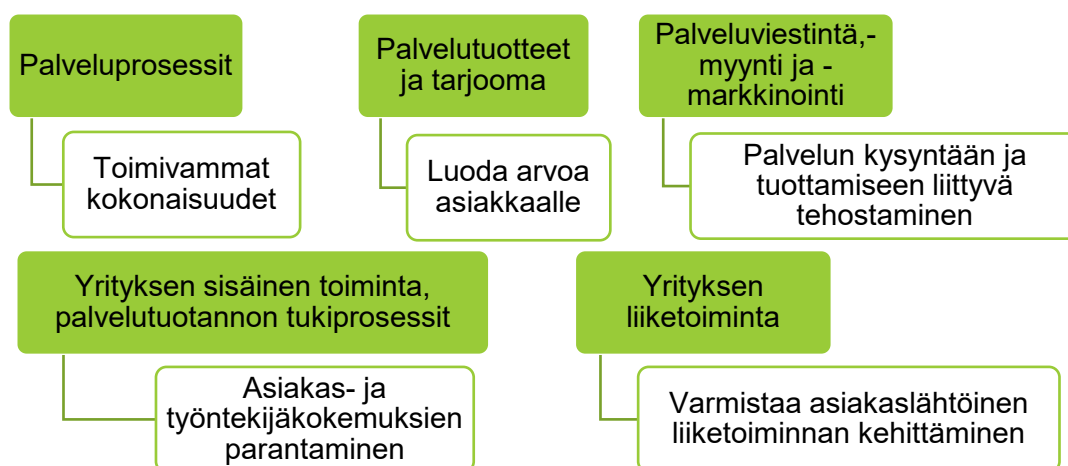 Palveluprosessit
Toimivammat
kokonaisuudet
Palvelutuotteet
ja tarjooma
Luoda arvoa
asiakkaalle
Palveluviestintä,-
myynti ja -
markkinointi
Palvelun kysyntään ja
tuottamiseen liittyvä
tehostaminen
Yrityksen sisäinen toiminta,
palvelutuotannon tukiprosessit
Asiakas- ja
työntekijäkokemuksien
parantaminen
Yrityksen
liiketoiminta
Varmistaa asiakaslähtöinen
liiketoiminnan kehittäminen